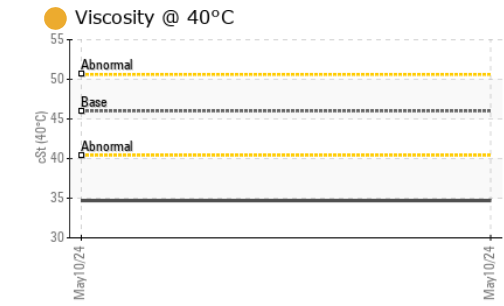 Viscosity @ 40°C
55
Abnormal
50
Base
45
Abnormal
40
35
30
cSt (40°C)
May10/24
May10/24